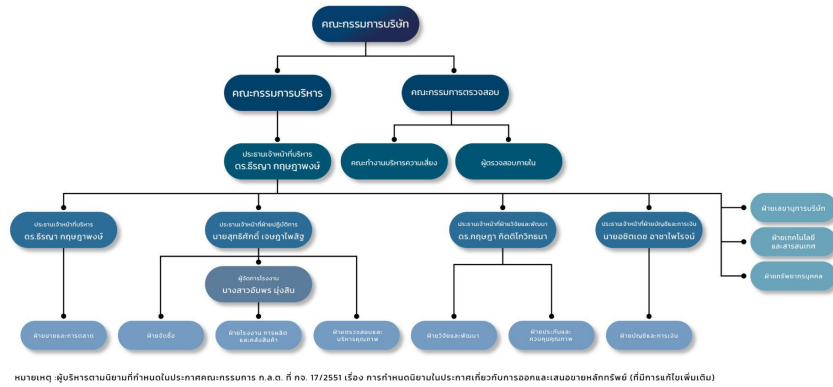 คณะกรรมการบริษัท
คณะกรรมการบริหาร
คณะกรรมการตรวจสอบ
ประธานเจ้าหน้าที่บริหาร
ดร.ธีรญา กฤษฎาพงษ์
คณะทำงานบริหารความเสี่ยง
ผู้ตรวจสอบภายใน
ฝ่ายเลขานุการบริษัท
ฝ่ายเทคโนโลยี
และสารสนเทศ
ฝ่ายทรัพยากรบุคคล
ประธานเจ้าหน้าที่บริหาร
ดร.ธีรญา กฤษฎาพงษ์
ประธานเจ้าหน้าที่ฝ่ายปฏิบัติการ
นายสุทธิศักดิ์ เชษฎาไพสิฐ
ประธานเจ้าหน้าที่ฝ่ายวิจัยและพัฒนา
ดร.กฤษฎา กิตติโกวิทธนา
ประธานเจ้าหน้าที่ฝ่ายบัญชีและการเงิน
นายอชิตเดช อาชาไพโรจน์
ผู้จัดการโรงงาน
นางสาวอัมพร มุ่งสิน
ฝ่ายขายและการตลาด
ฝ่ายจัดซื้อ
ฝ่ายโรงงาน การผลิต
และคลังสินค้า
ฝ่ายตรวจสอบและ
บริหารคุณภาพ
ฝ่ายวิจัยและพัฒนา
ฝ่ายประกันและ
ควบคุมคุณภาพ
ฝ่ายบัญชีและการเงิน
หมายเหตุ :ผู้บริหารตามนิยามที่กำหนดในประกาศคณะกรรมการ ก.ล.ต. ที่ กจ. 17/2551 เรื่อง การกำหนดนิยามในประกาศเกี่ยวกับการออกและเสนอขายหลักทรัพย์ (ที่มีการแก้ไขเพิ่มเติม)